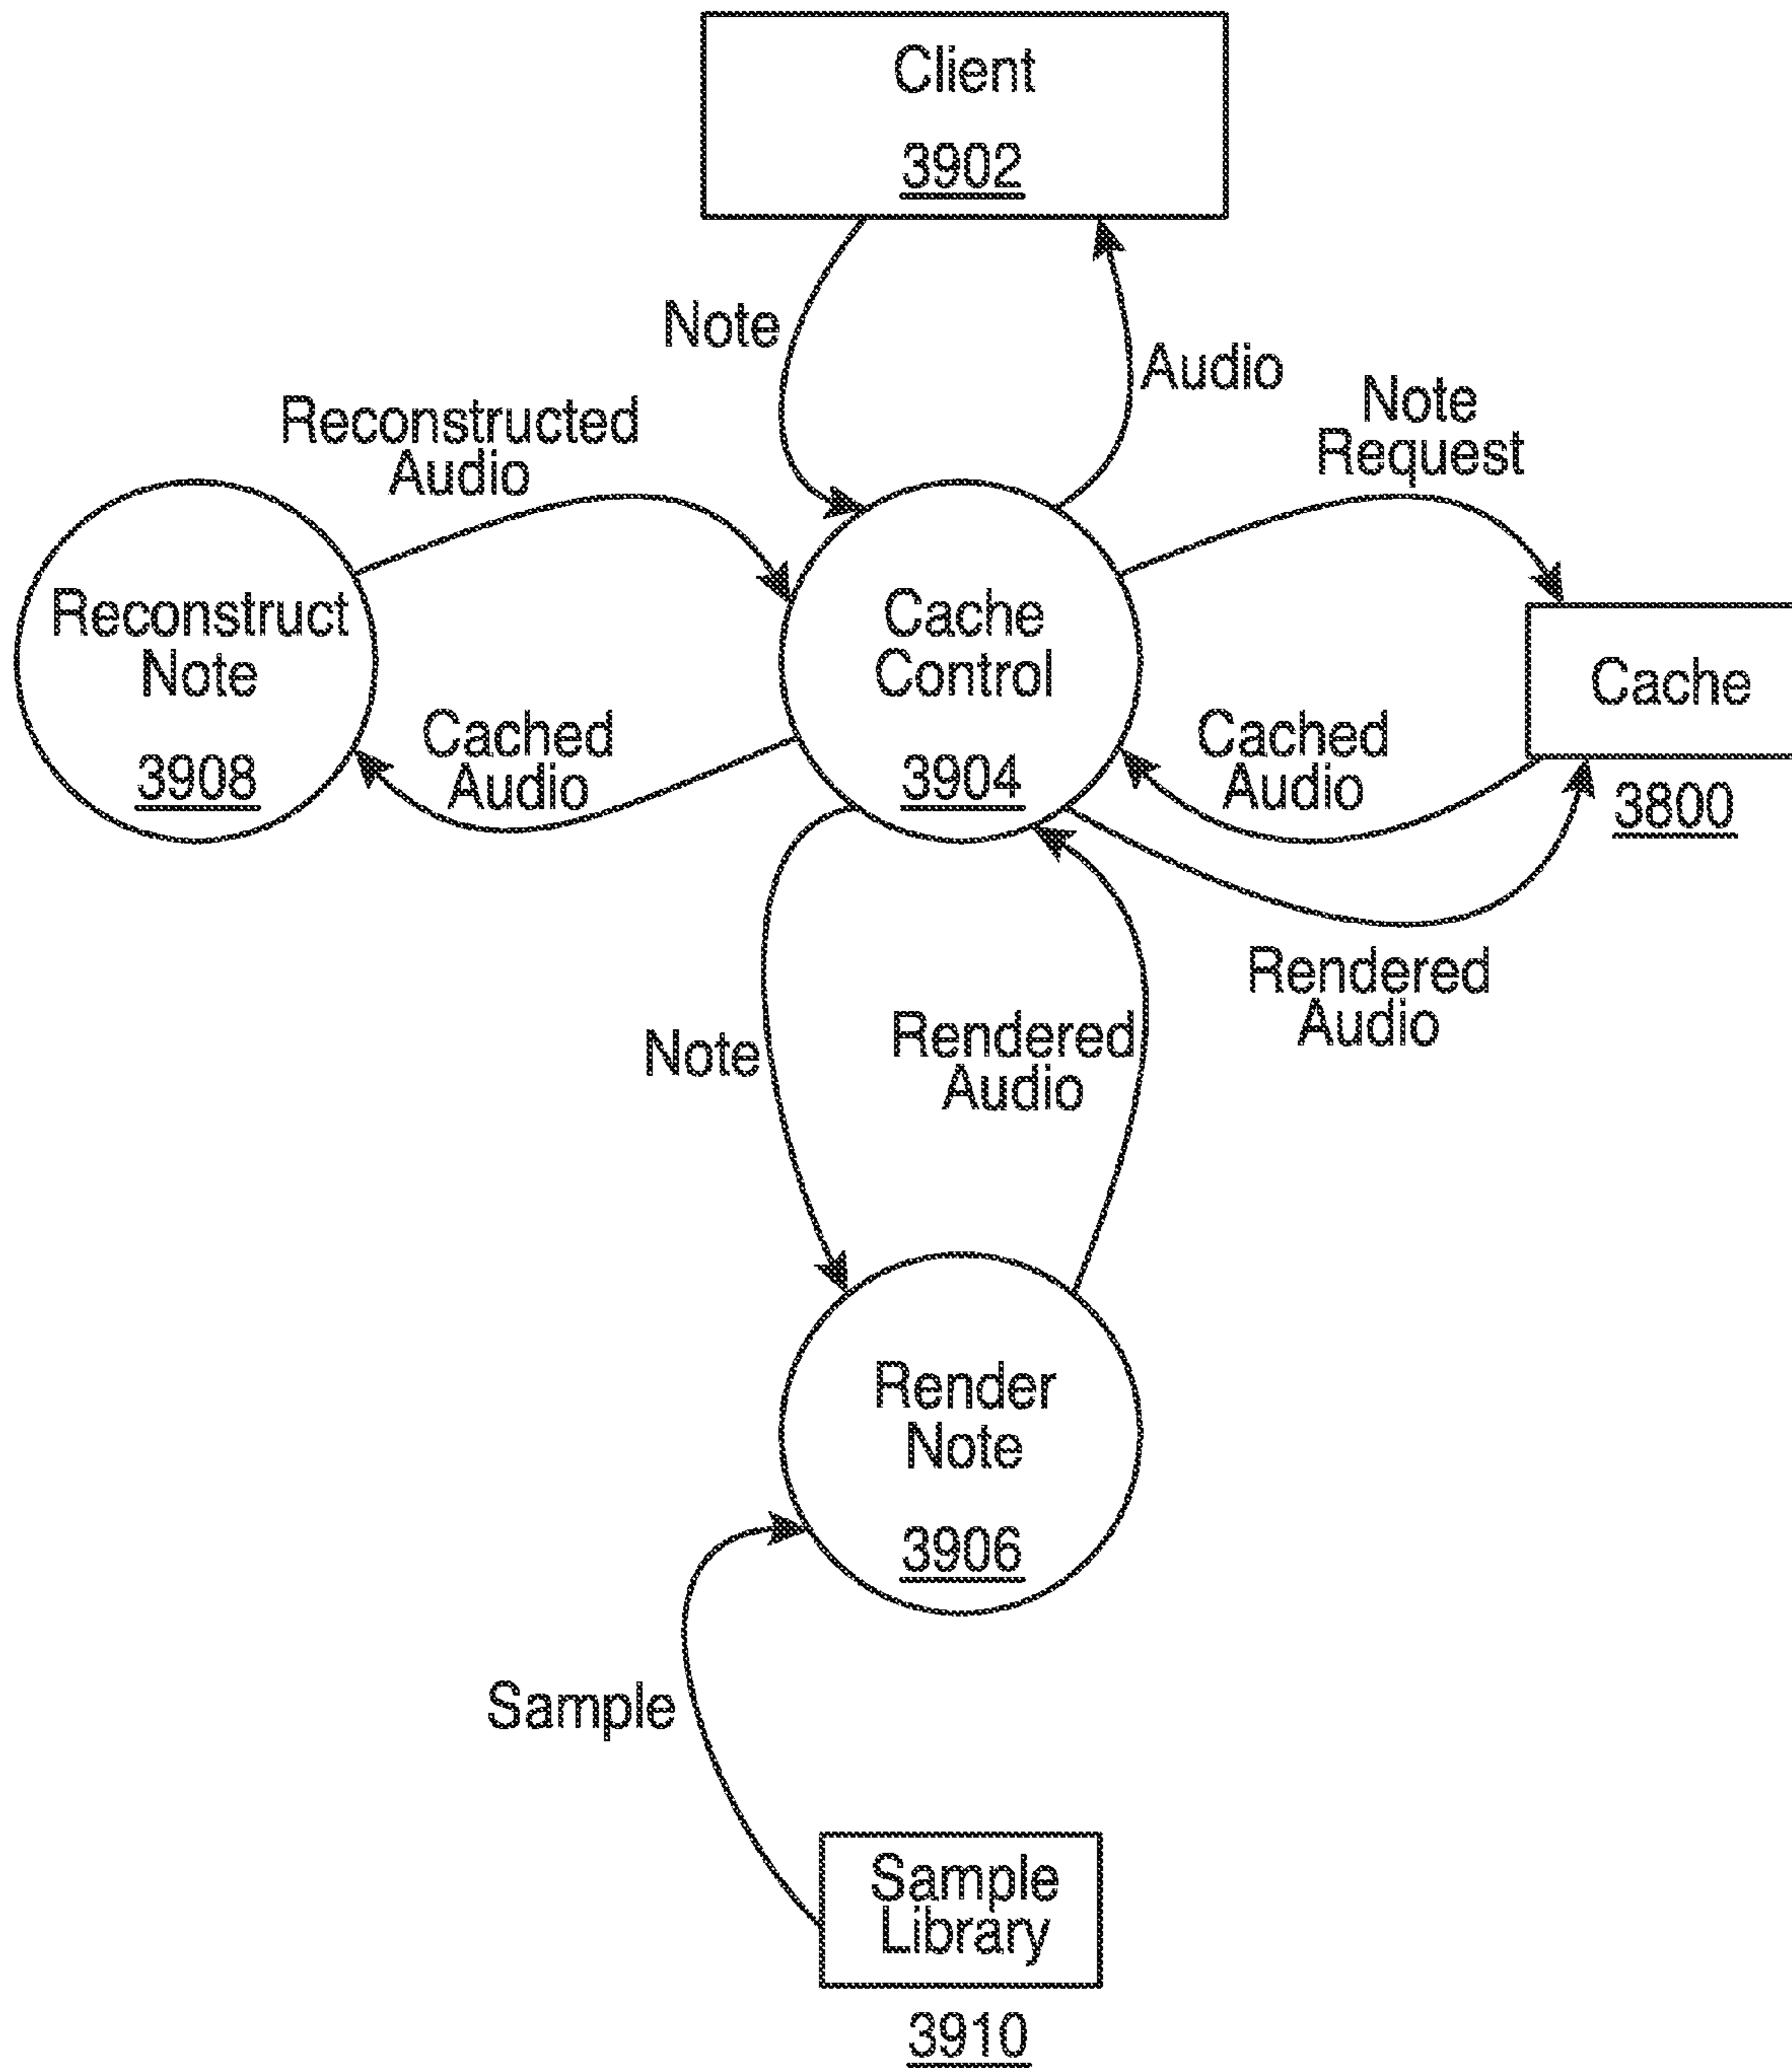 Client
3902
Note
Audio
Note
Request
Reconstructed
Audio
Reconstruct
Note
3908
Cache
Control
3904
Cache
3800
Cached
Audio
Cached
Audio
Rendered
Audio
Note
Rendered
Audio
Render
Note
3906
Sample
Sample
Library
3910